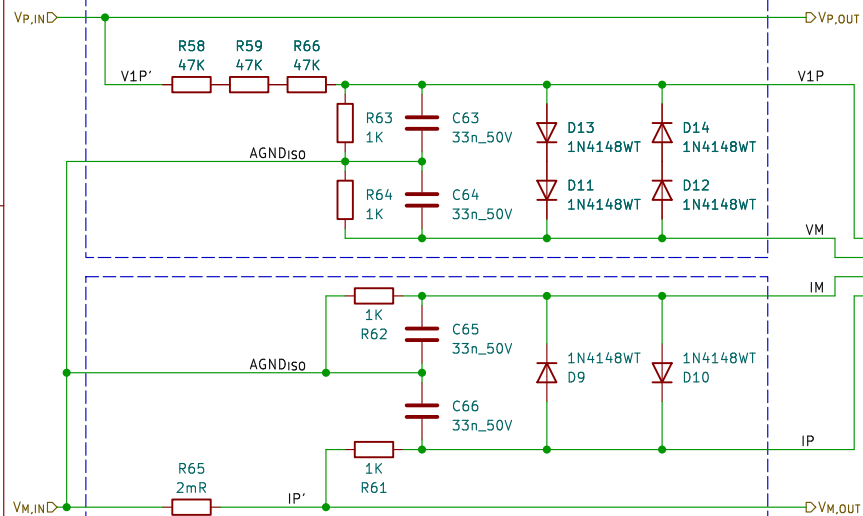 VP,IN
VP,OUT
R58 R59 R66
47K 47K 47K
V1P′
V1P
R63
1K
C63
33n_50V
D13
1N4148WT
D14
1N4148WT
AGNDISO
R64
1K
C64
33n_50V
D11
1N4148WT
D12
1N4148WT
VM
IM
1K
R62
C65
33n_50V
1N4148WT
D9
1N4148WT
D10
AGNDISO
C66
33n_50V
IP
1K
R61
R65
2mR
IP′
VM,IN
VM,OUT